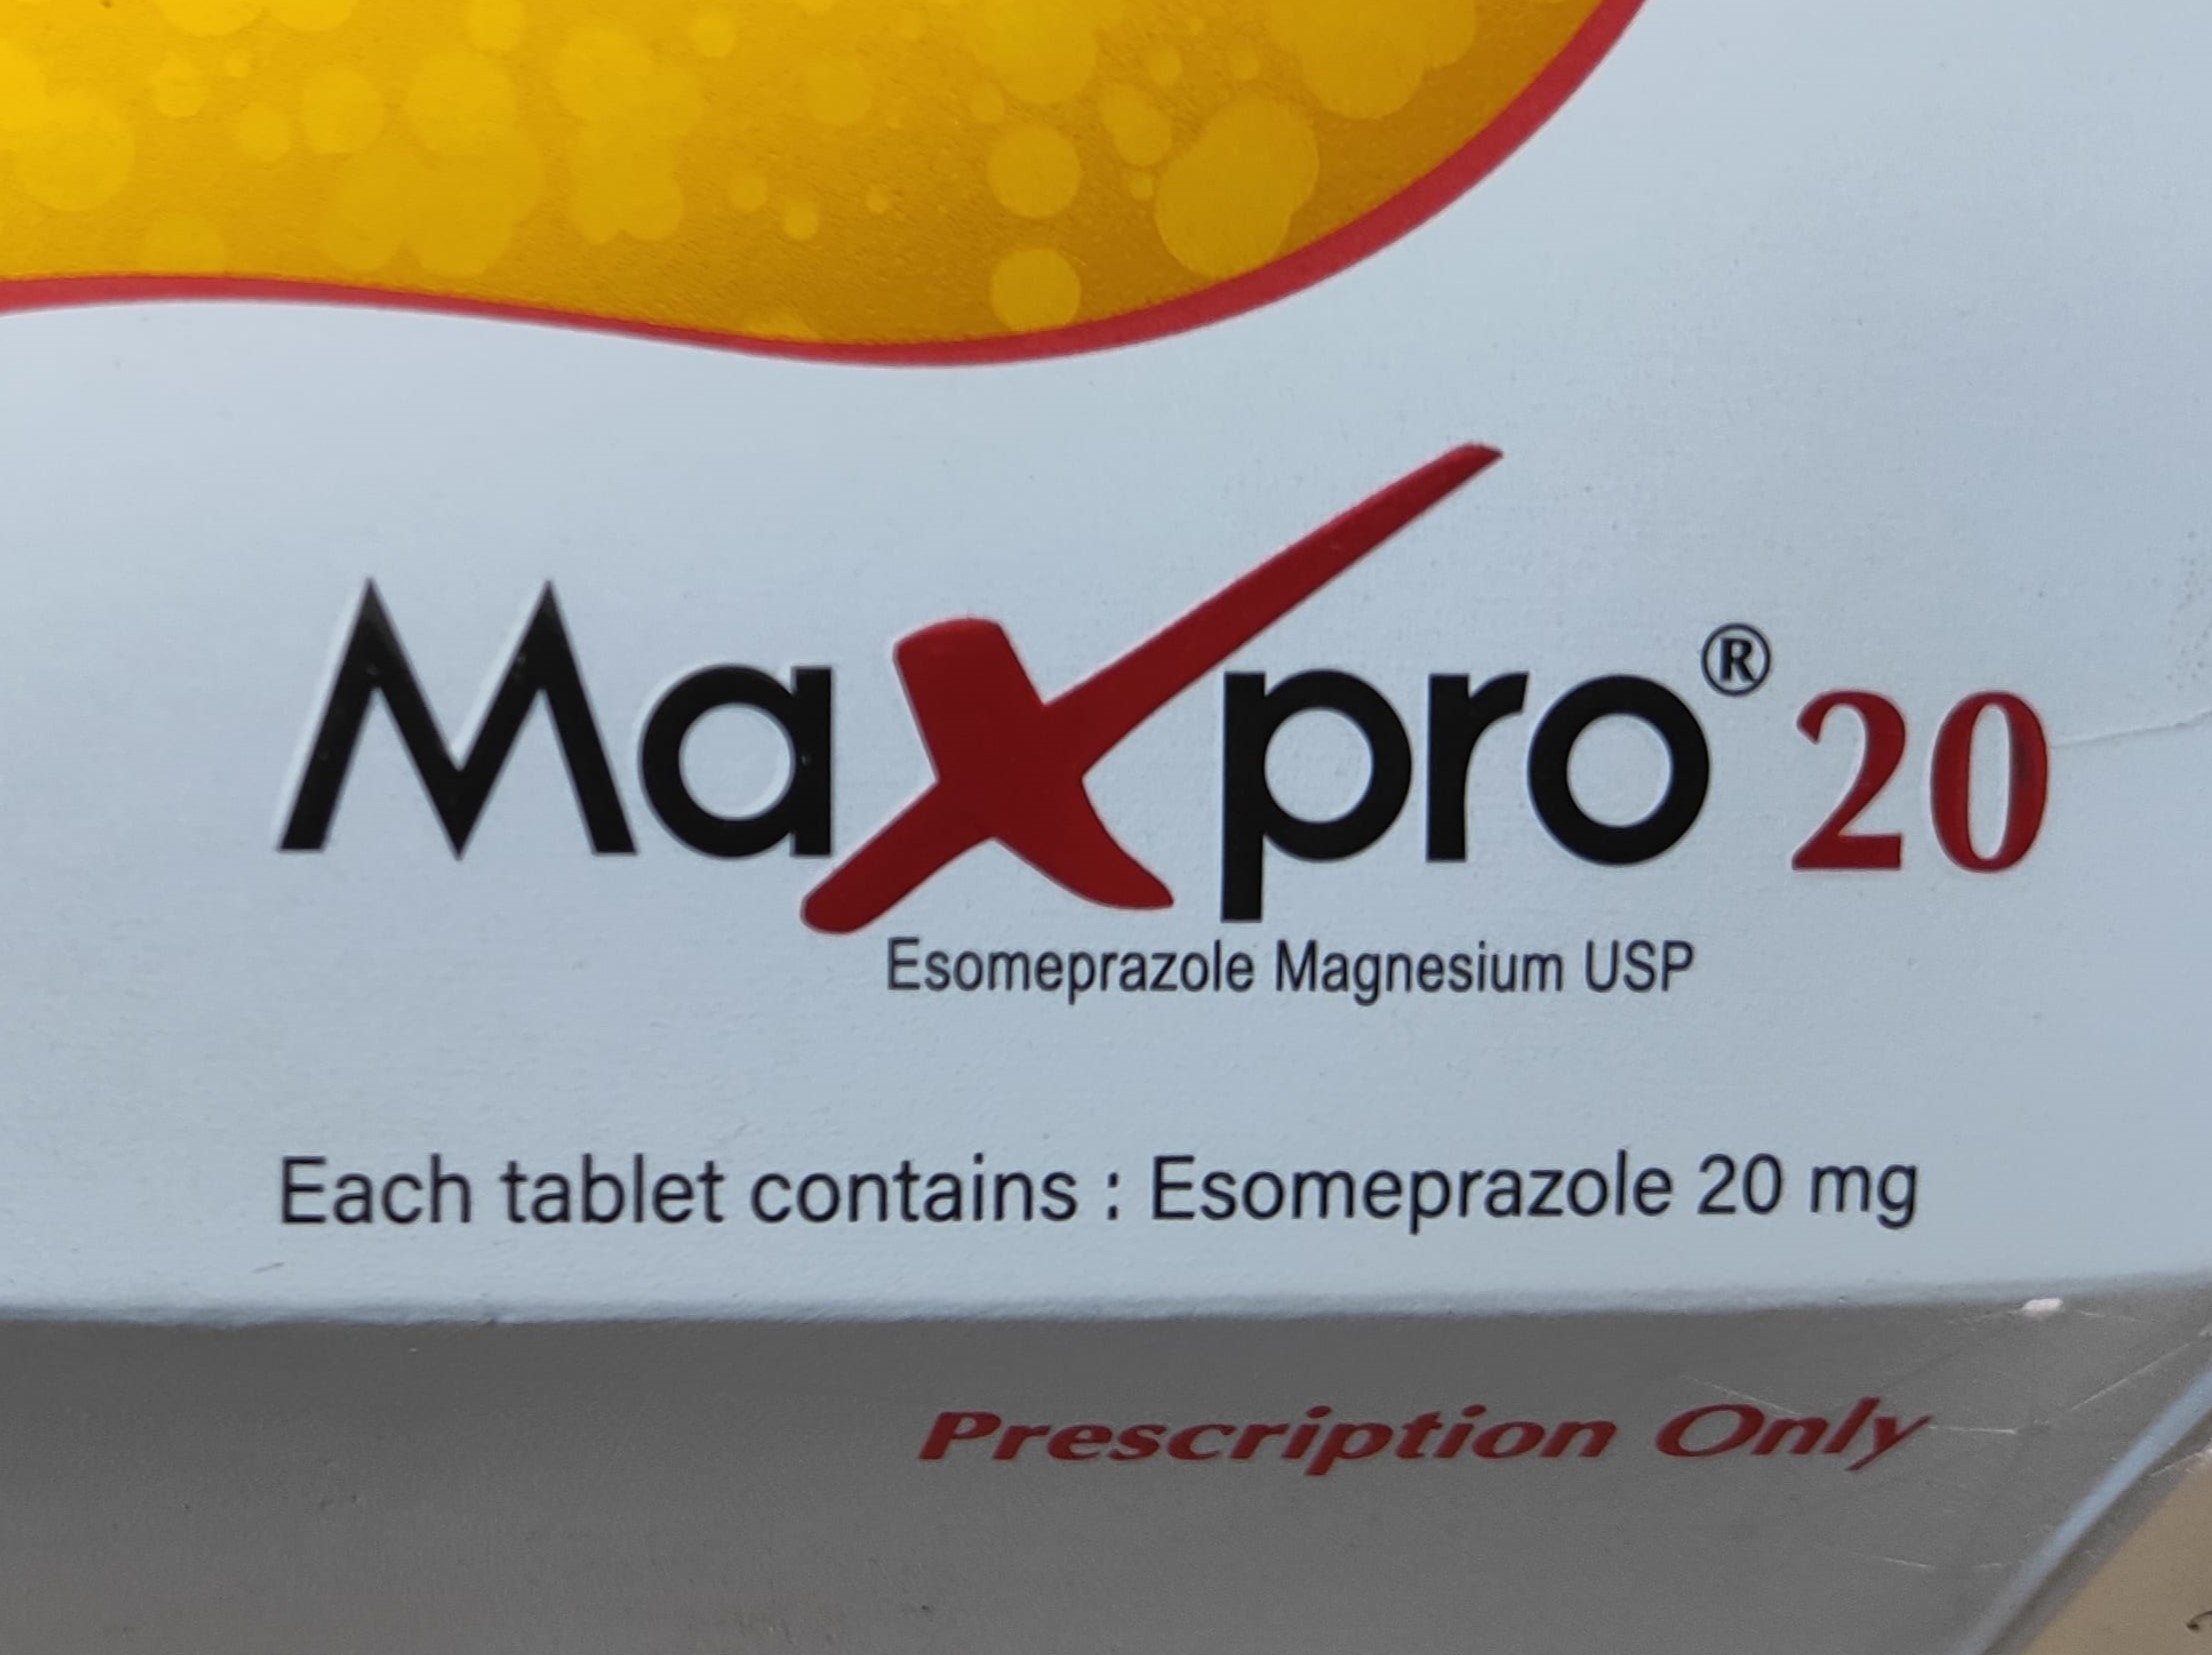 Maxpro® 20
Esomeprazole Magnesium USP
Each tablet contains : Esomeprazole 20 mg
Prescription Only